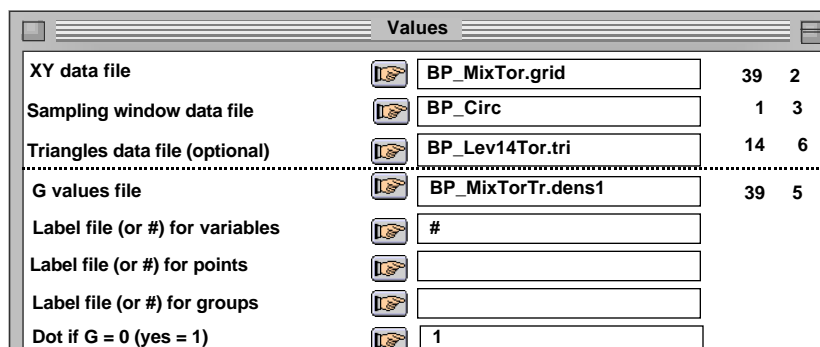 Values
XY data file BP_MixTor.grid 39 2
Sampling window data file BP_Circ 1 3
Triangles data file (optional) BP_Lev14Tor.tri 14 6
G values file BP_MixTorTr.dens1 39 5
Label file (or #) for variables #
Label file (or #) for points
Label file (or #) for groups
Dot if G = 0 (yes = 1) 1